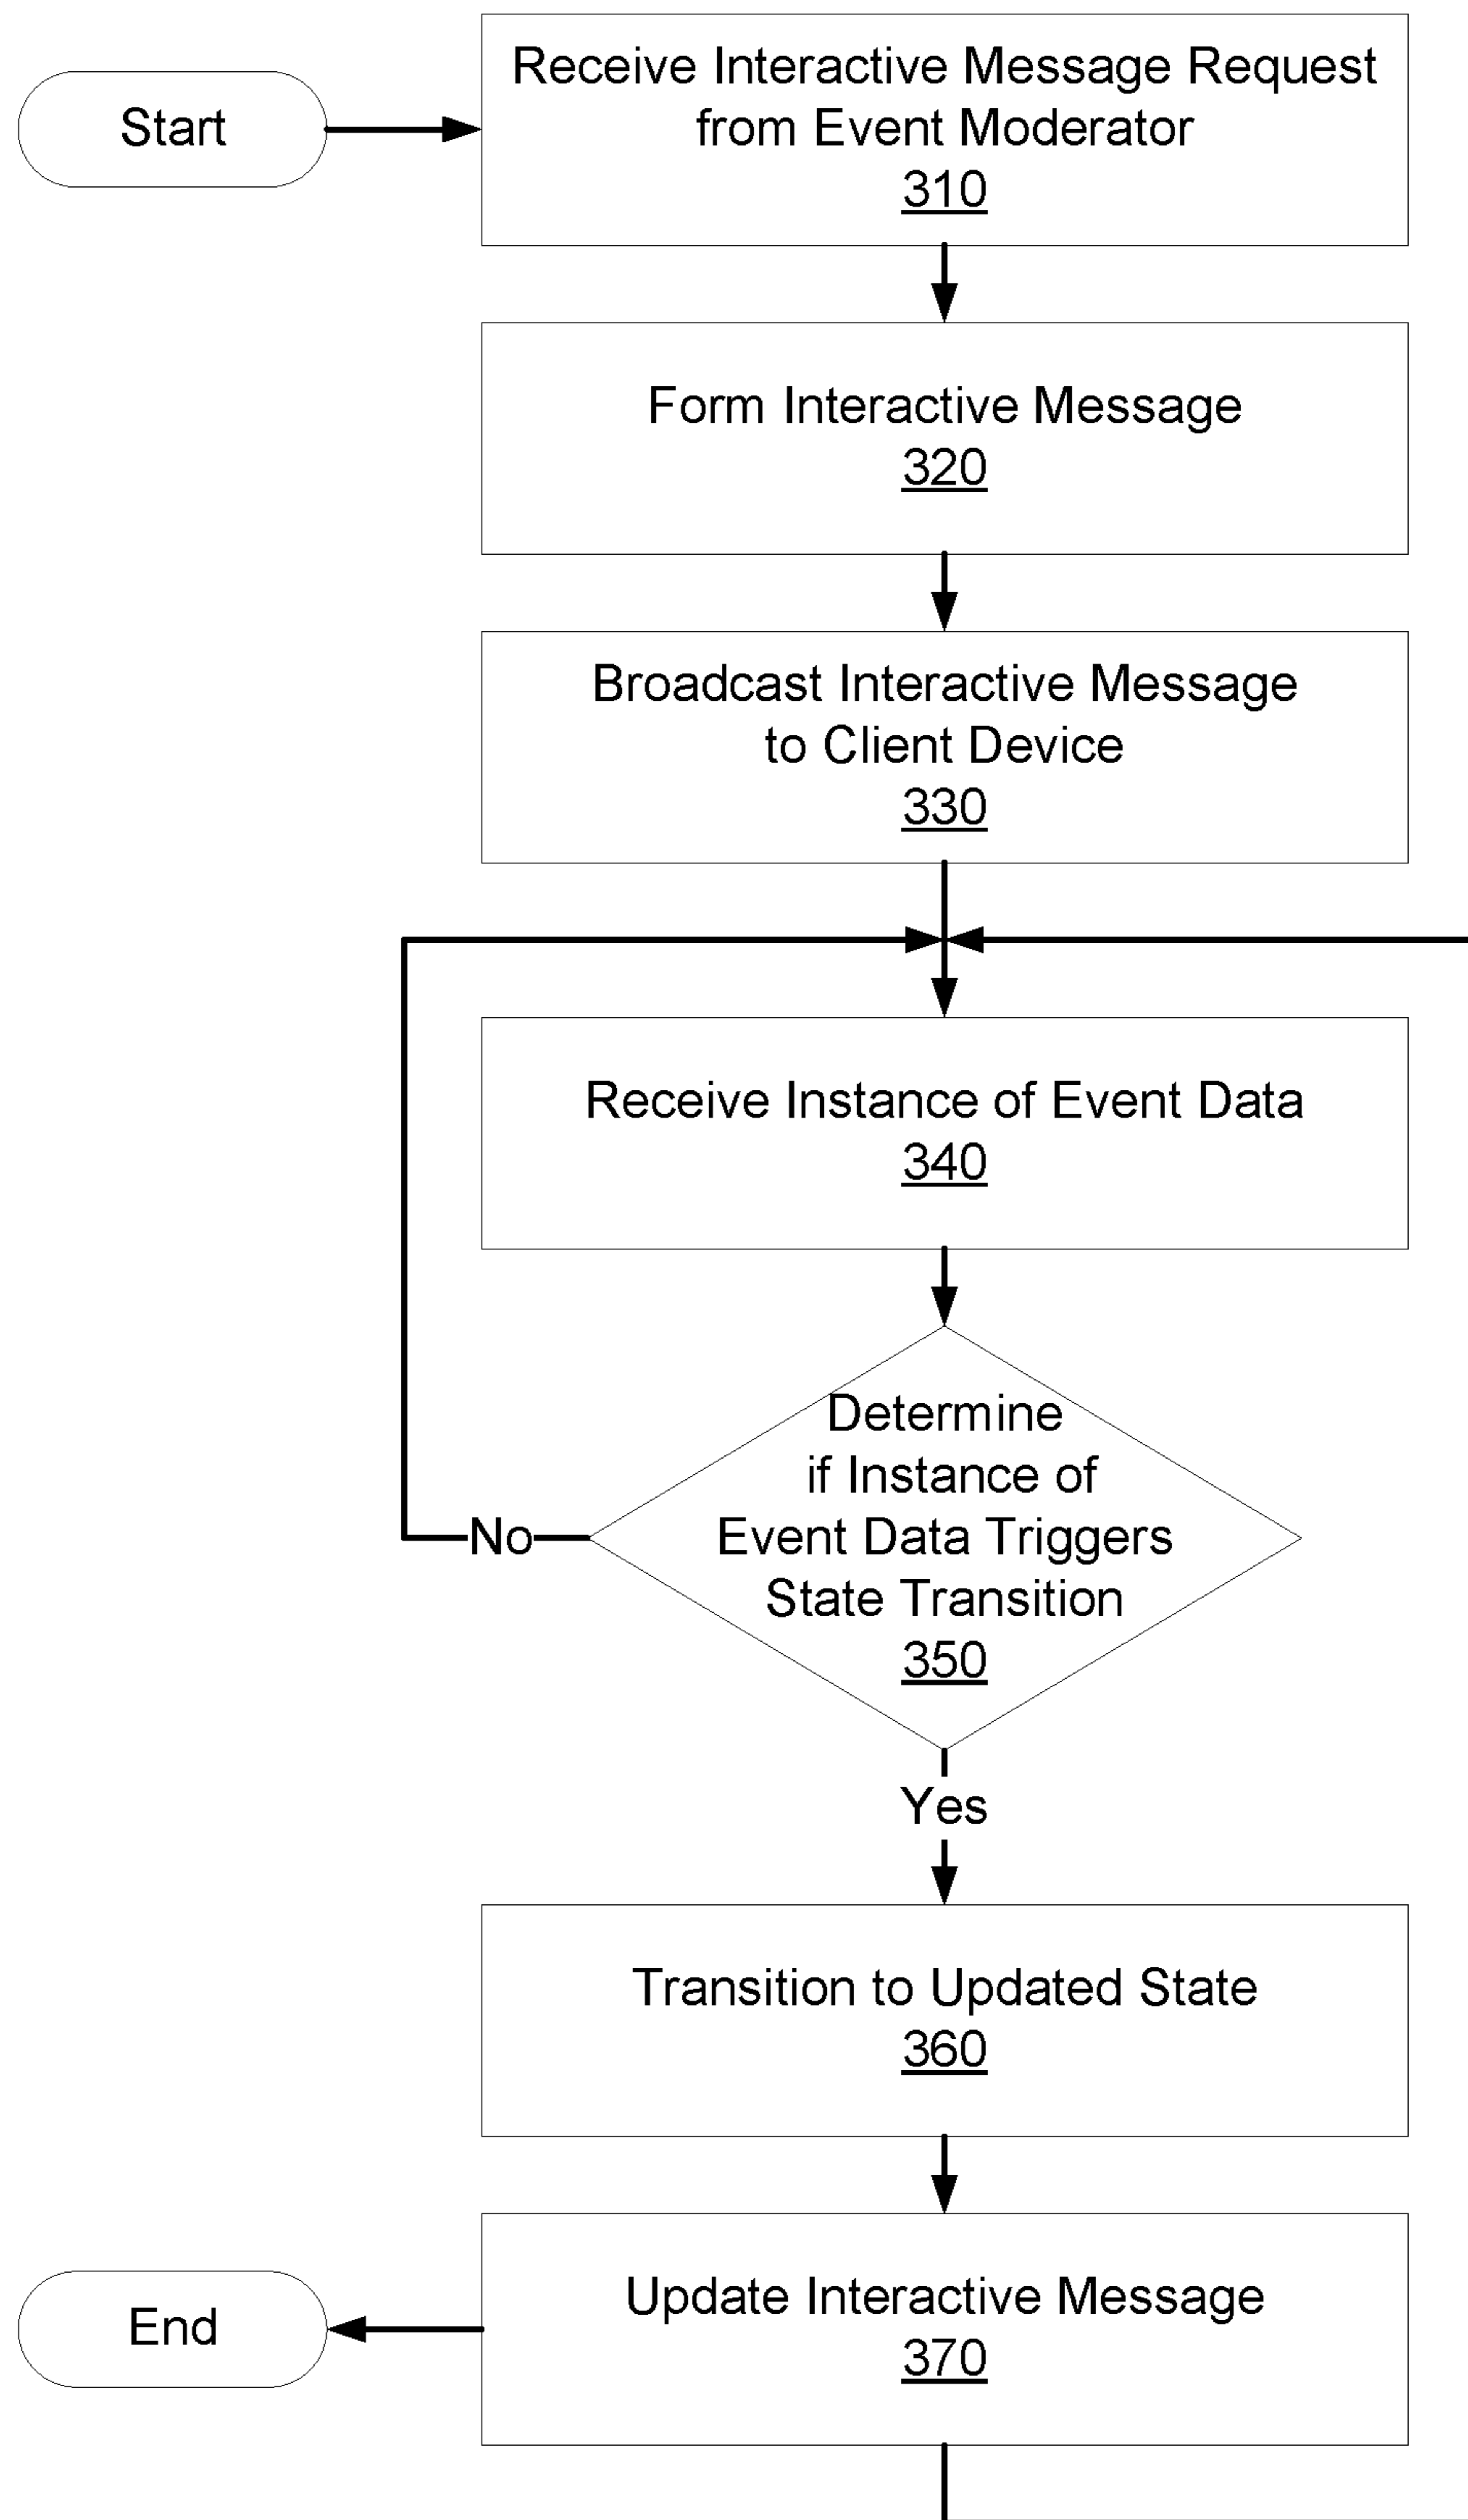 Start
Receive Interactive Message Request
from Event Moderator
310
Form Interactive Message
320
Broadcast Interactive Message
to Client Device
330
Receive Instance of Event Data
340
Determine
if Instance of
Event Data Triggers
State Transition
350
No
Yes
Transition to Updated State
360
Update Interactive Message
370
End